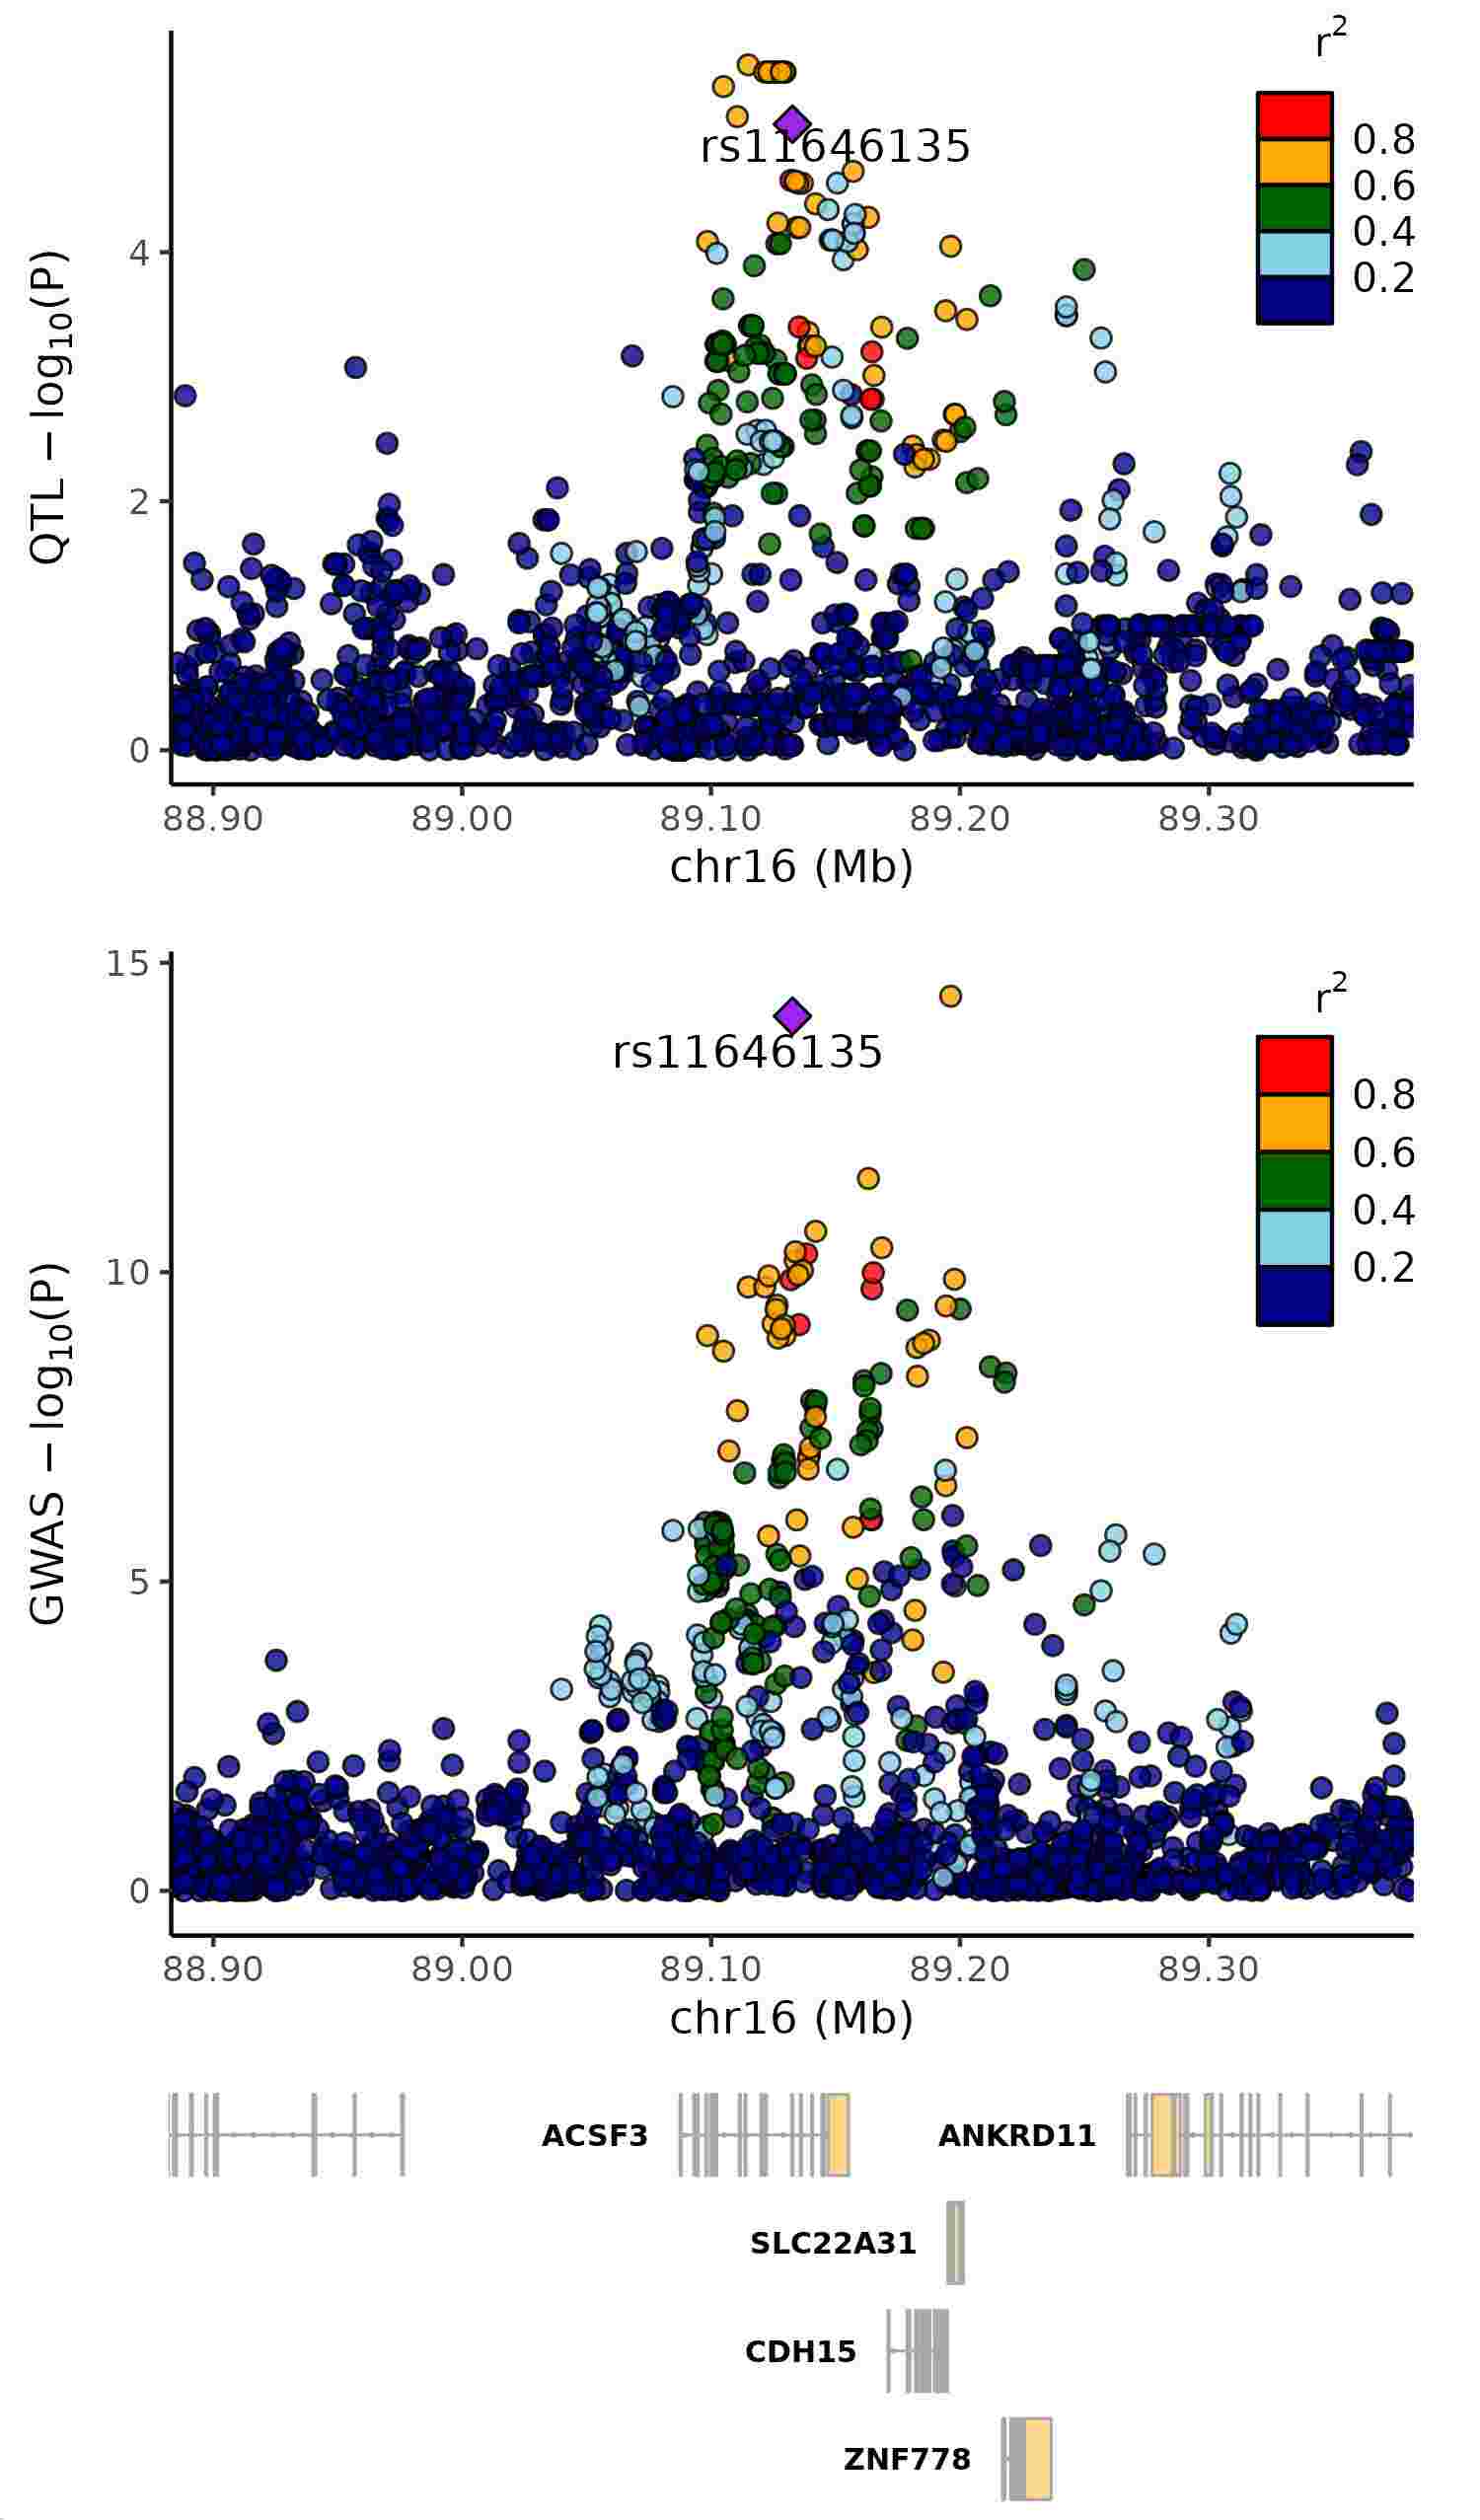 r²
0.8
0.6
0.4
0.2
rs11646135
QTL − log₁₀(P)
4
2
0
88.90 89.00 89.10 89.20 89.30
chr16 (Mb)
r²
0.8
0.6
0.4
0.2
rs11646135
GWAS − log₁₀(P)
15
10
5
0
88.90 89.00 89.10 89.20 89.30
chr16 (Mb)
ACSF3 ANKRD11
SLC22A31
CDH15
ZNF778